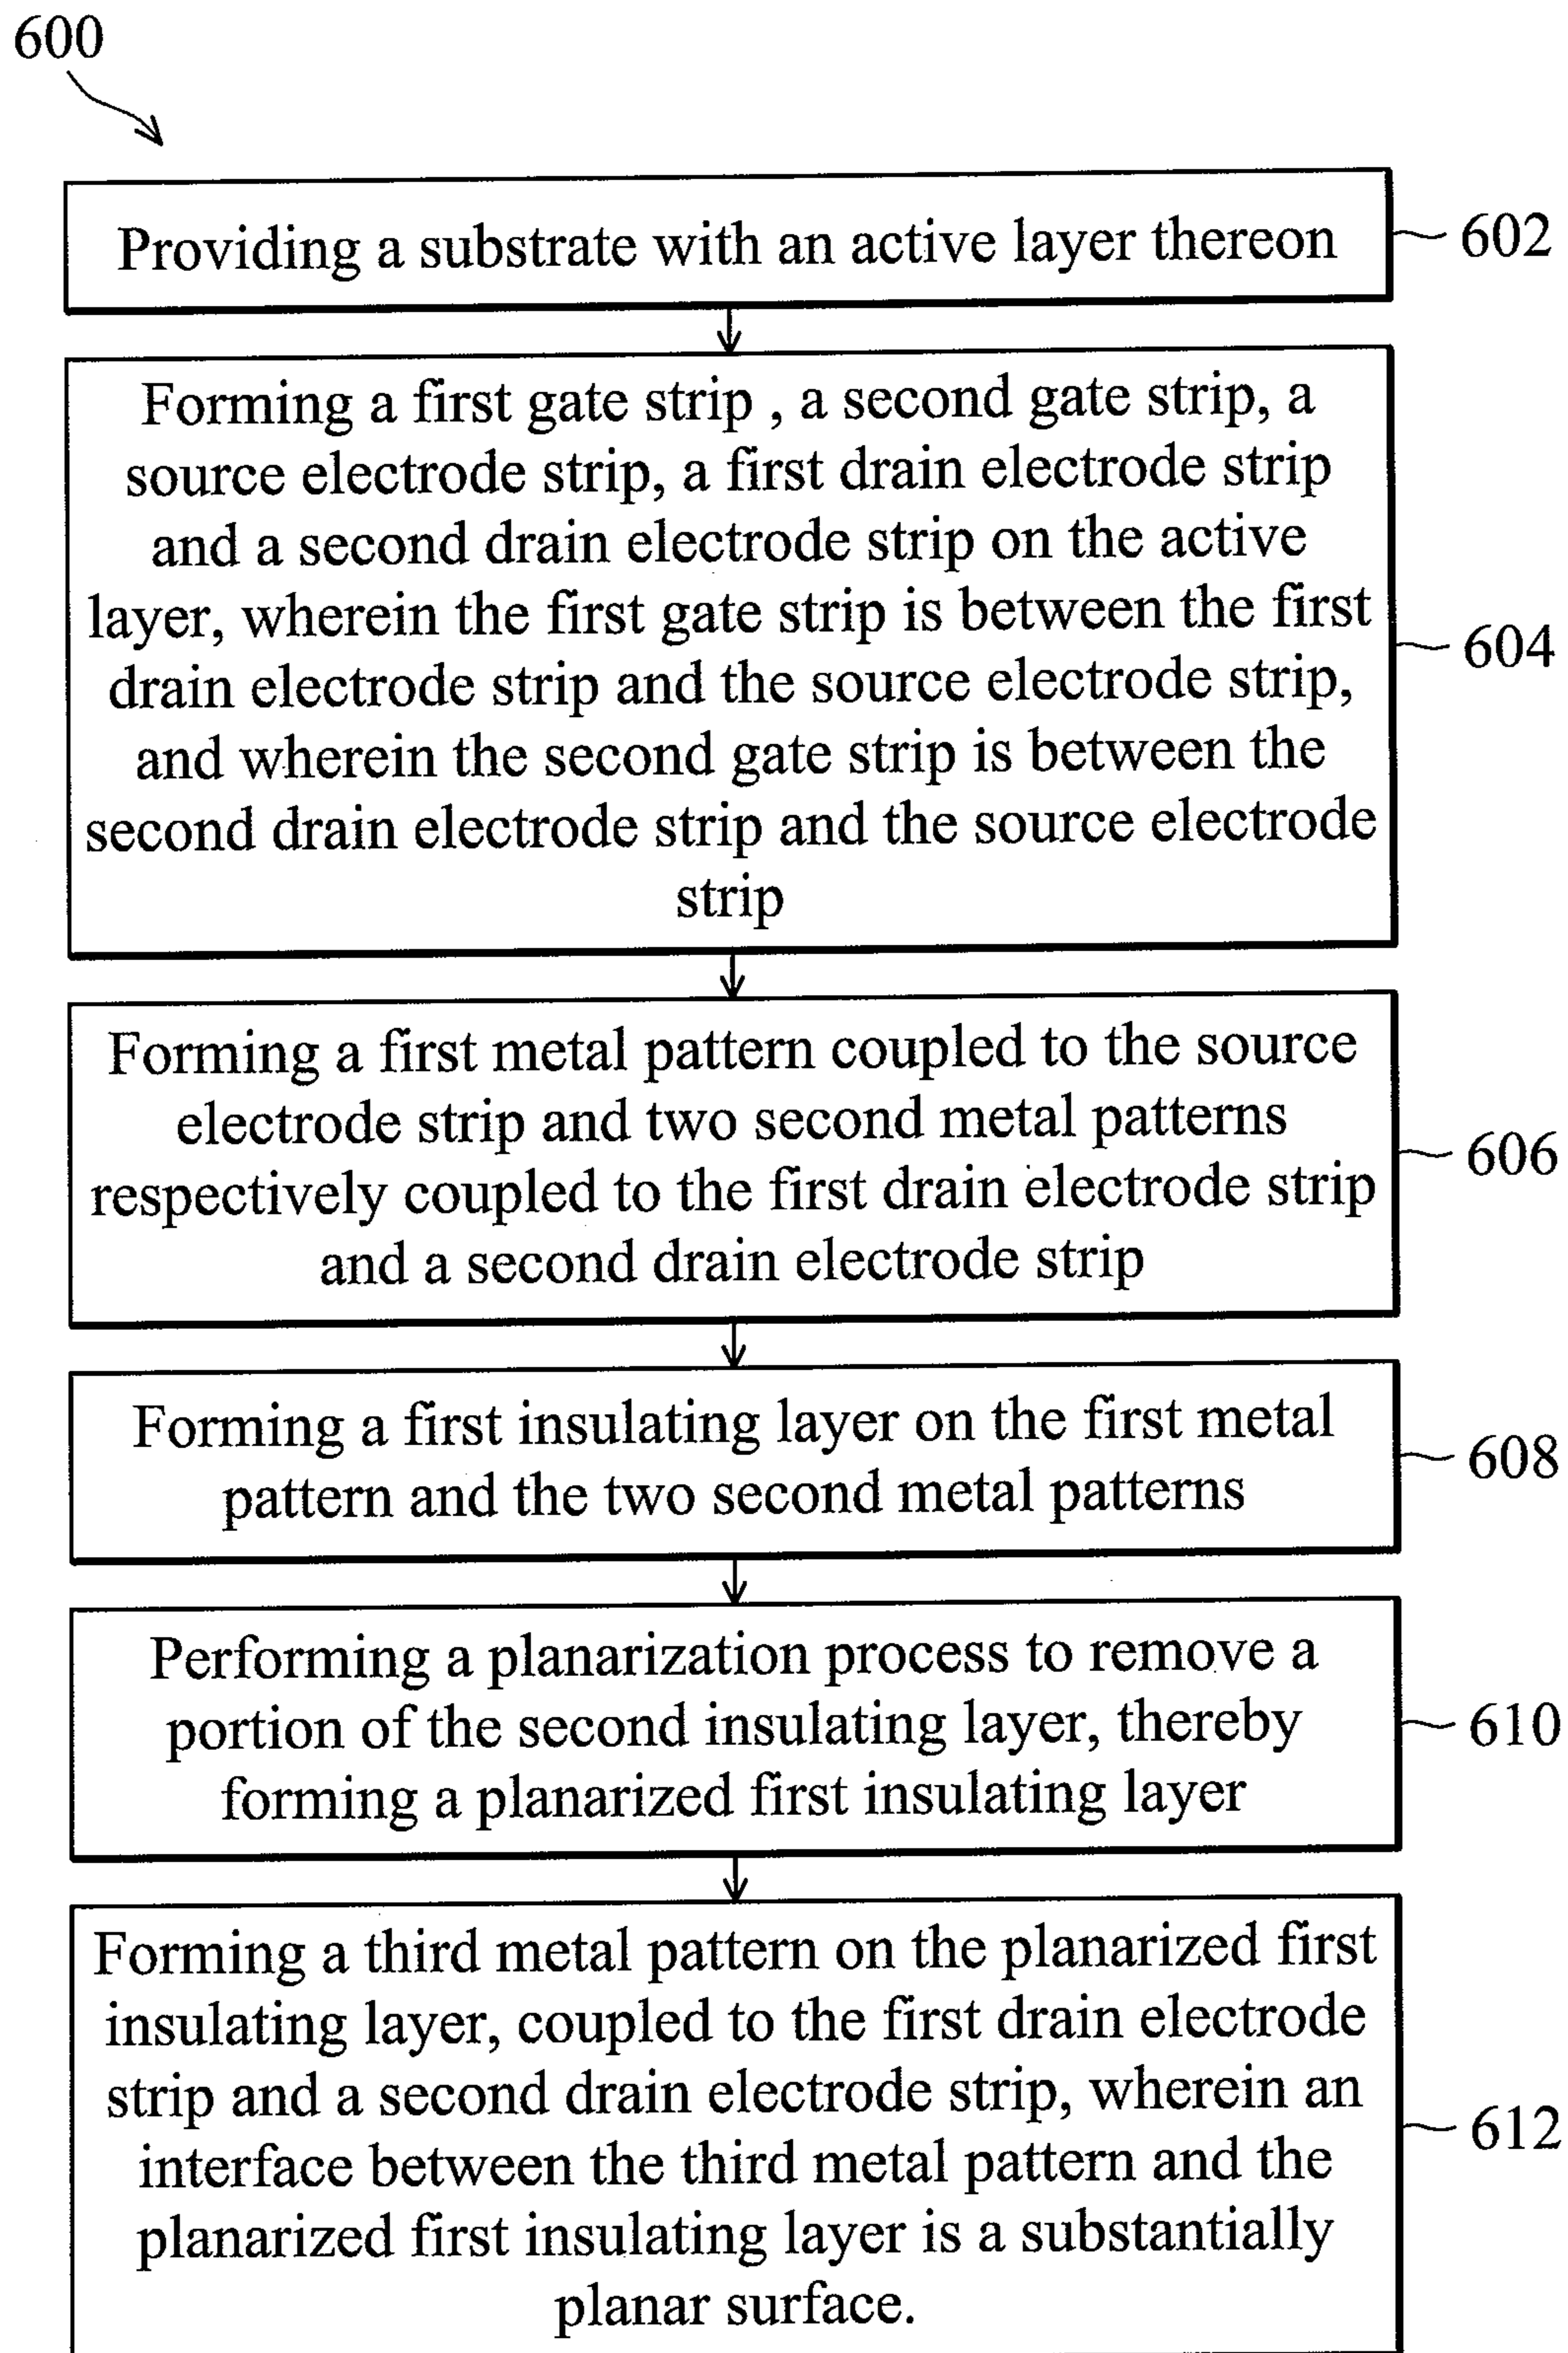 600
Providing a substrate with an active layer thereon
602
Forming a first gate strip , a second gate strip, a
source electrode strip, a first drain electrode strip
and a second drain electrode strip on the active
layer, wherein the first gate strip is between the first
drain electrode strip and the source electrode strip,
and wherein the second gate strip is between the
second drain electrode strip and the source electrode
strip
604
Forming a first metal pattern coupled to the source
electrode strip and two second metal patterns
respectively coupled to the first drain electrode strip
and a second drain electrode strip
606
Forming a first insulating layer on the first metal
pattern and the two second metal patterns
608
Performing a planarization process to remove a
portion of the second insulating layer, thereby
forming a planarized first insulating layer
610
Forming a third metal pattern on the planarized first
insulating layer, coupled to the first drain electrode
strip and a second drain electrode strip, wherein an
interface between the third metal pattern and the
planarized first insulating layer is a substantially
planar surface.
612